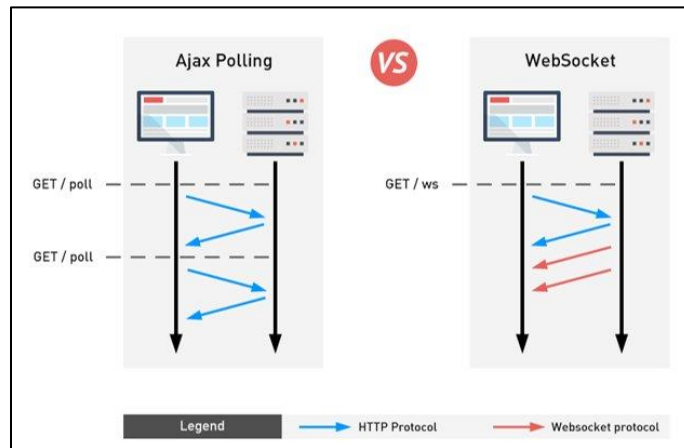 Ajax Polling
VS
WebSocket
GET / poll
GET / ws
GET / poll
Legend
HTTP Protocol
Websocket protocol